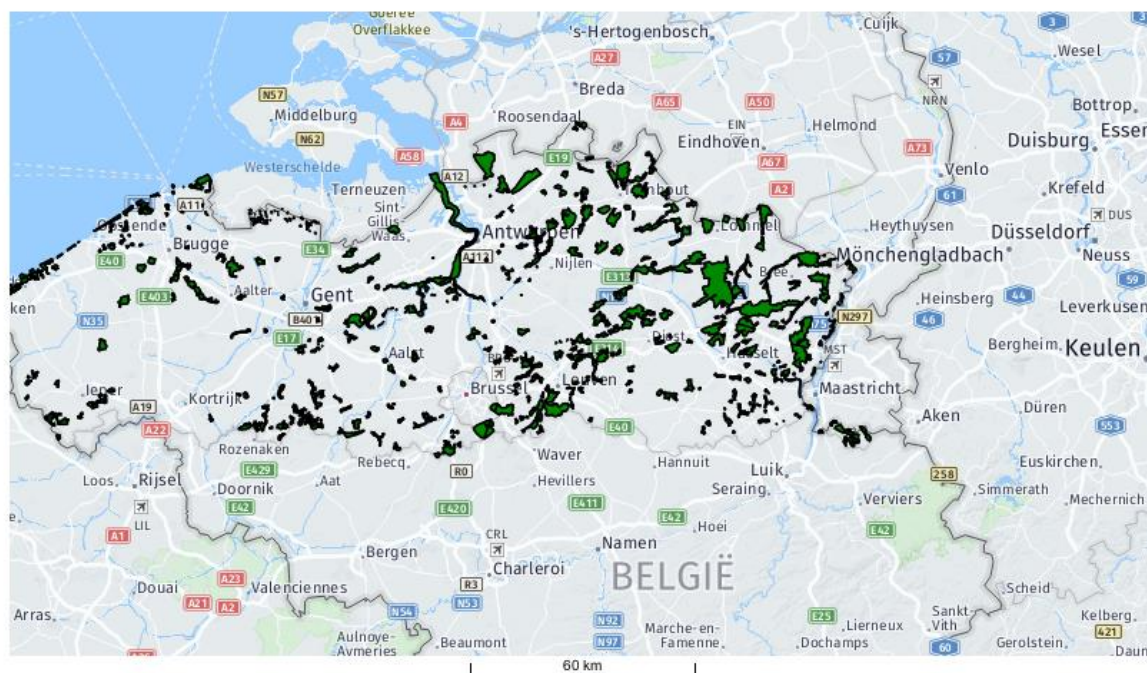 Goeree
Overflakkee
's-Hertogenbosch
Cuijk
3
A27
57
Wesel
N57
Breda
A65
A50
NRN
Bottrop
Middelburg
A4
Roosendaal
EIN
Helmond
Duisburg
Essen
N62
A58
E19
Eindhoven
A73
Westerschelde
A12
A67
Venlo
Krefeld
Terneuzen
A2
61
DUS
A11
Sint-
Gillis-
Waas
Heythuysen
Düsseldorf
Brugge
E34
Antwerpen
Lommel
Mönchengladbach
Neuss
E40
A112
Nijlen
E313
Bree
59
E403
Aalter
Gent
Heinsberg
44
Leverkusen
N35
B401
N297
46
E17
Diest
Bergheim
Keulen
Aalst
E314
Hasselt
MST
Ieper
Brussel
Leuven
Maastricht
A19
Kortrijk
Aken
Düren
A22
E40
553
Rozenaken
Rebecq
Waver
Hannuit
Luik
Euskirchen
Loos
Rijsel
E429
Aat
R0
Hevillers
Seraing
258
Simmerath
Mechernich
Doornik
E42
E420
E411
E42
Hoei
Verviers
LIL
CRL
E42
A1
Bergen
Namen
Charleroi
BELGIË
Douai
A23
Valenciennes
R3
Scheid
A21
A2
N54
N53
E25
Sankt-
Vith
Kelberg
Arras
N92
Lierneux
421
Aulnoye-
Aymeries
Beaumont
N97
Marche-en-
Famenne
Dochamps
60
Gerolstein
60 km